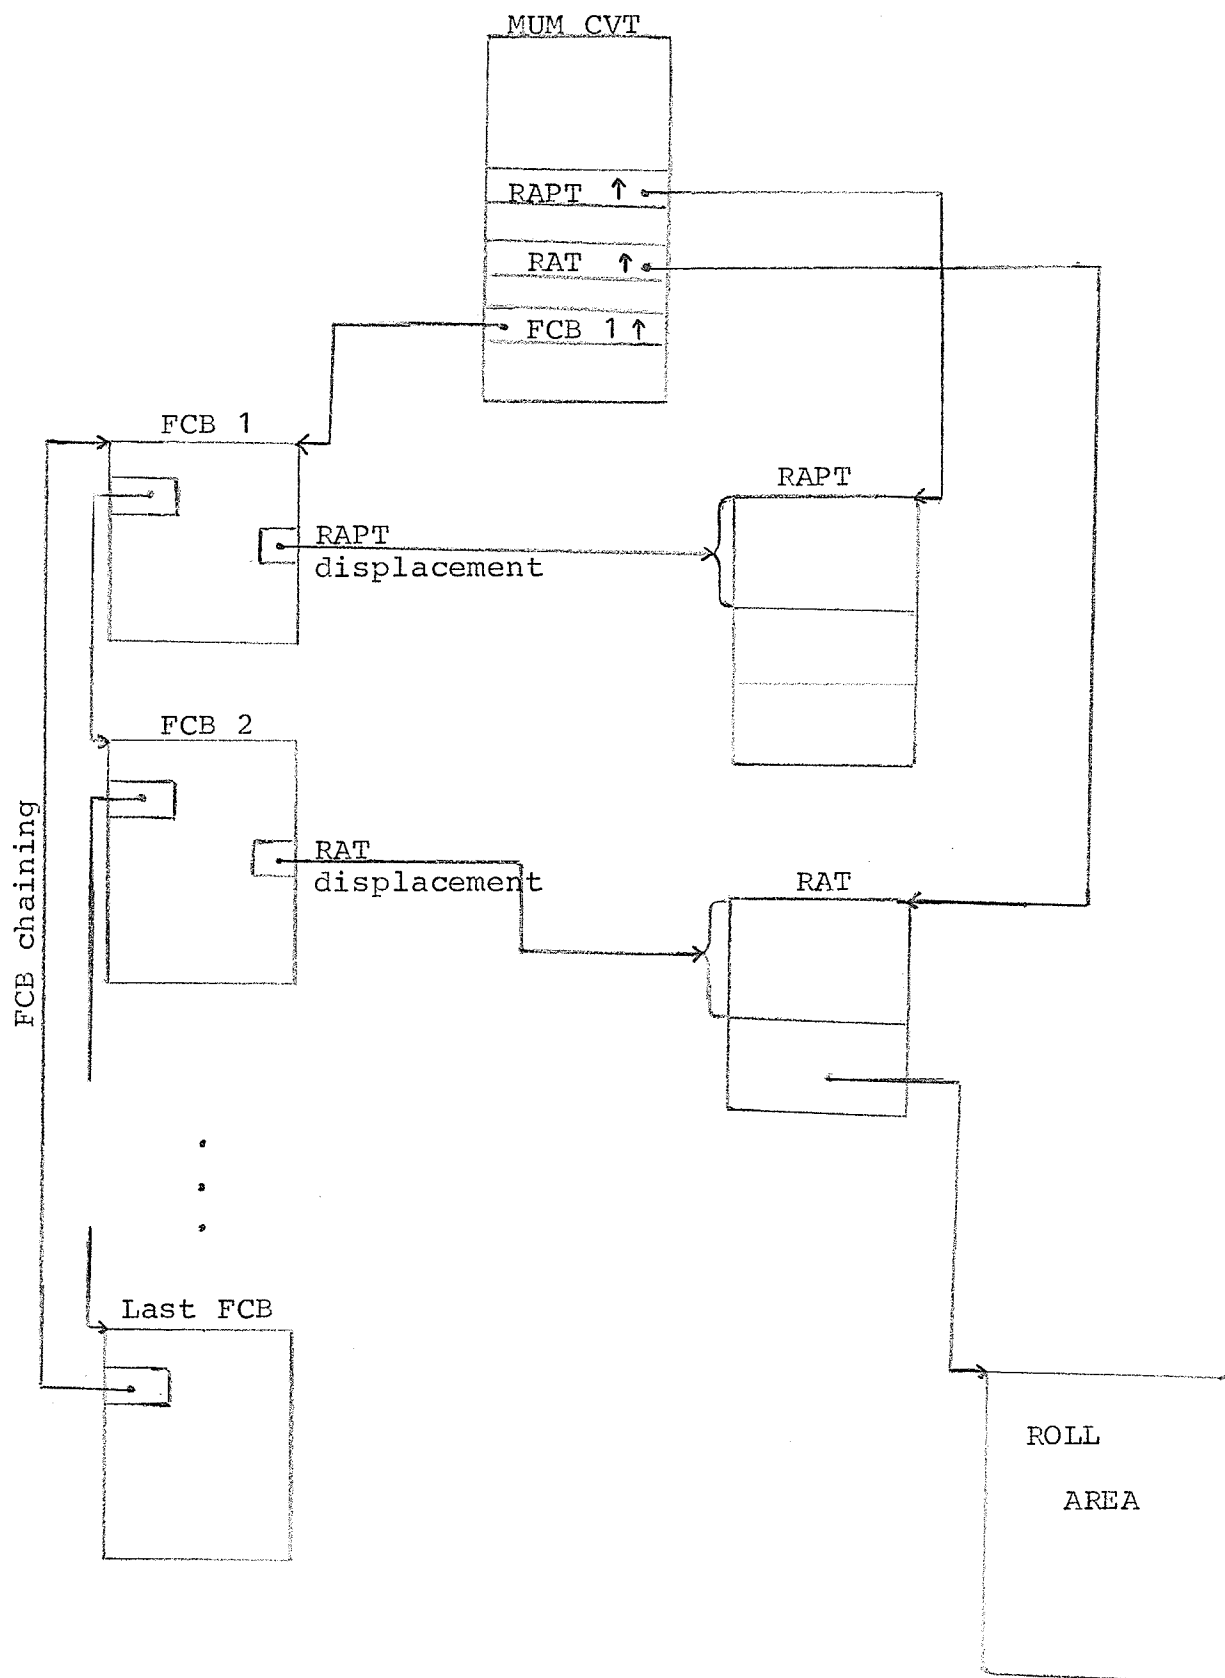 MUM CVT
RAPT ↑
RAT ↑
FCB 1 ↑
FCB 1
RAPT
displacement
RAPT
FCB 2
RAT
displacement
RAT
FCB chaining
Last FCB
ROLL
AREA